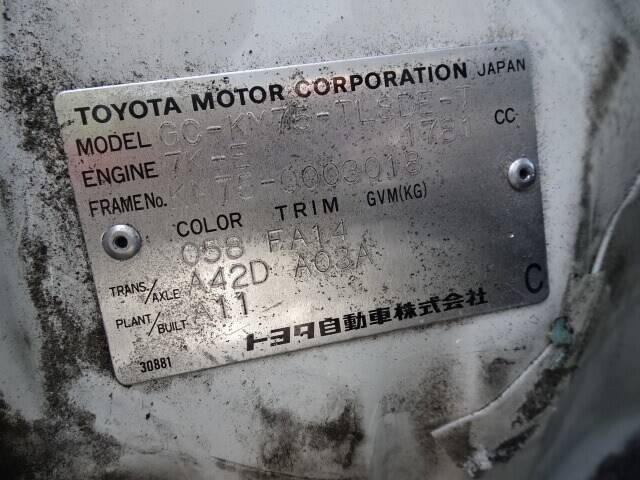 TOYOTA MOTOR CORPORATION JAPAN
MODEL GC-KM75-TLSDE-T
ENGINE 7K-E 1781 CC
FRAME No. KM75-0003018
COLOR TRIM GVM(KG)
058 FA14
TRANS./AXLE A42D A03A
PLANT/BUILT A11
トヨタ自動車株式会社 C
30881